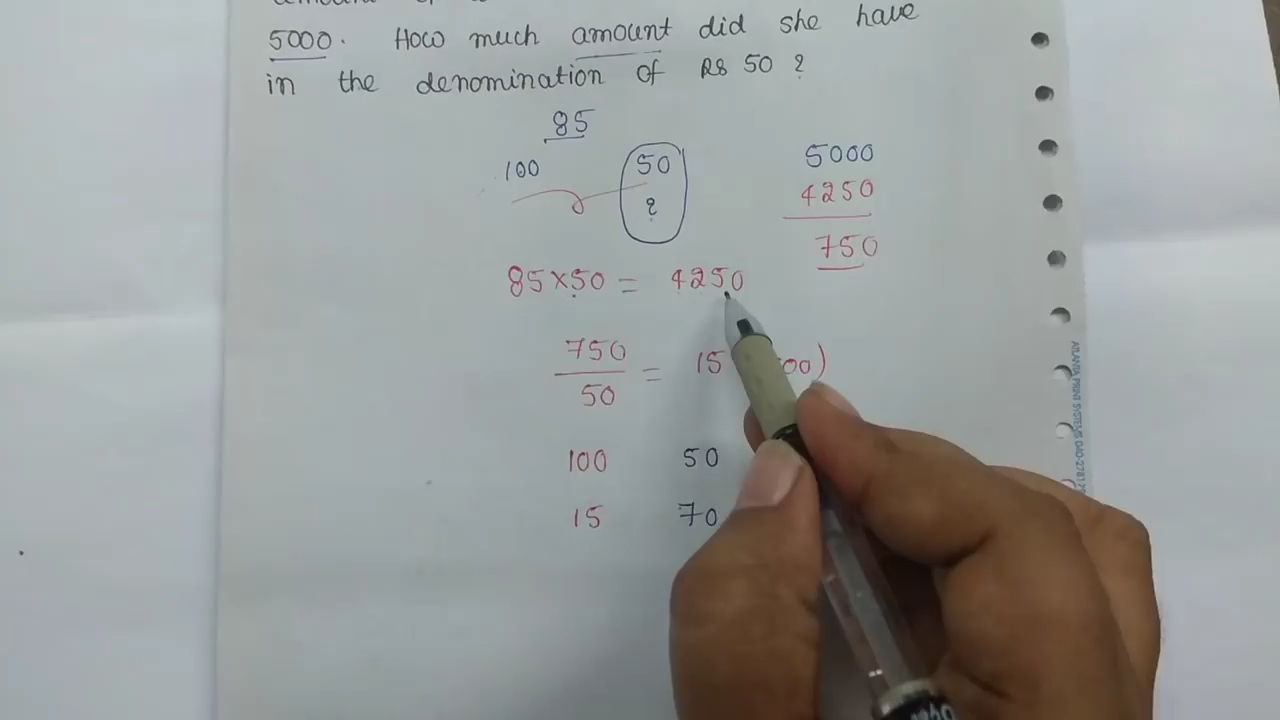 5000. How much amount did she have
in the denomination of Rs 50 ?
85
100 50
?
5000
4250
750
85×50 = 4250
750
50
= 15 00)
100 50
15 70